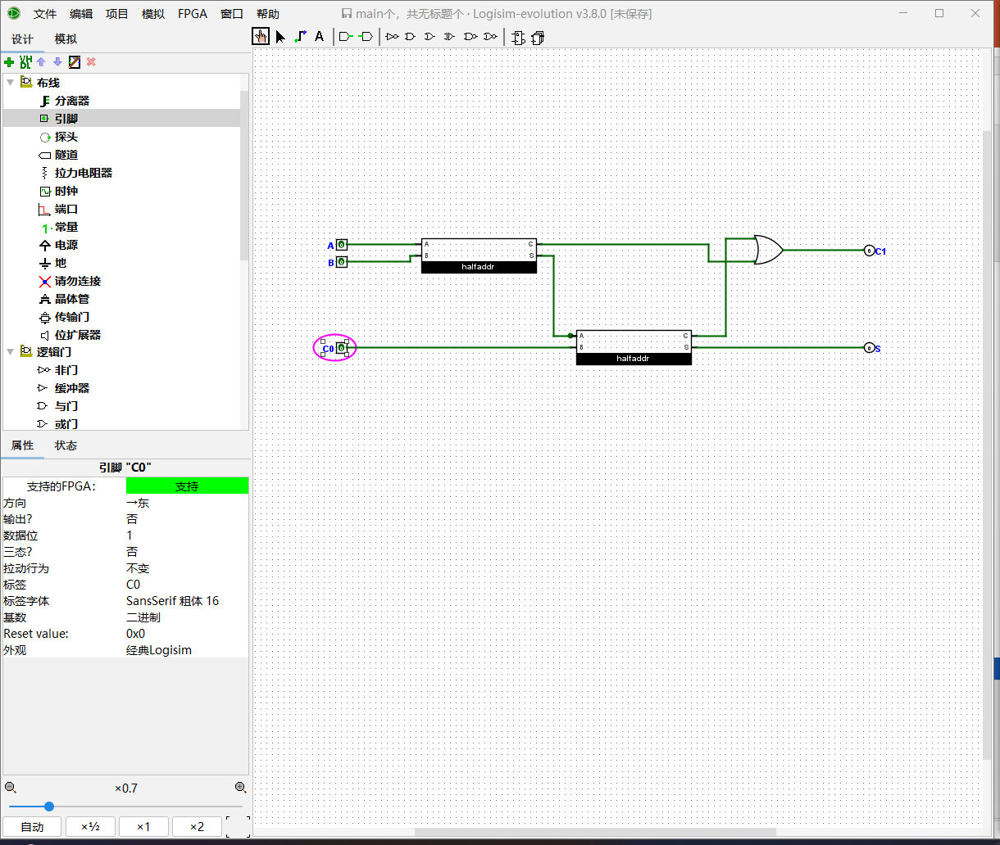 文件 编辑 项目 模拟 FPGA 窗口 帮助 main个，共无标题个 · Logisim-evolution v3.8.0 [未保存]
设计 模拟
A
VH
DL
布线
分离器
引脚
探头
隧道
拉力电阻器
时钟
端口
1 常量
电源
地
请勿连接
晶体管
传输门
位扩展器
逻辑门
非门
缓冲器
与门
或门
属性 状态
引脚 "C0"
支持的FPGA: 支持
方向 →东
输出? 否
数据位 1
三态? 否
拉动行为 不变
标签 C0
标签字体 SansSerif 粗体 16
基数 二进制
Reset value: 0x0
外观 经典Logisim
×0.7
自动 ×½ ×1 ×2
A 0 A C 0 C1
B 0 B S
halfaddr
A C
C0 0 B S 0 S
halfaddr